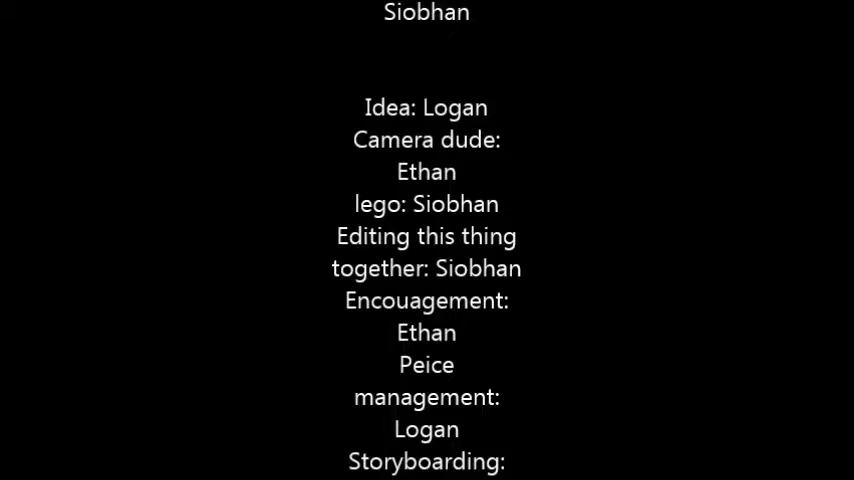 Siobhan
Idea: Logan
Camera dude:
Ethan
lego: Siobhan
Editing this thing
together: Siobhan
Encouagement:
Ethan
Peice
management:
Logan
Storyboarding: